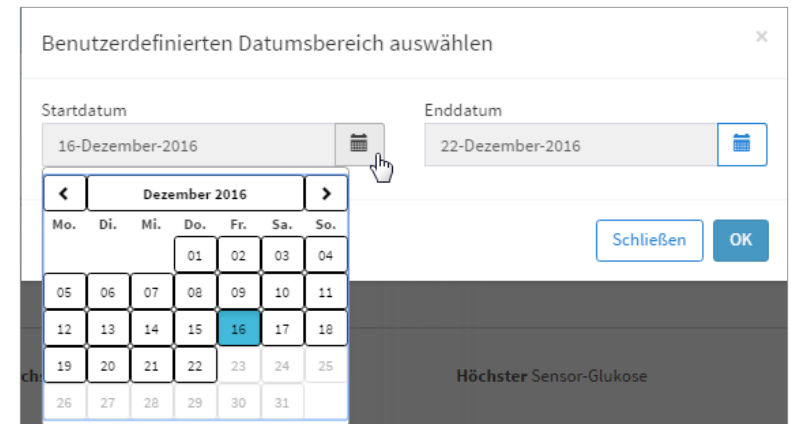 Benutzerdefinierten Datumsbereich auswählen ×
Startdatum Enddatum
16-Dezember-2016 22-Dezember-2016
Dezember 2016
Mo. Di. Mi. Do. Fr. Sa. So.
01 02 03 04
Schließen OK
05 06 07 08 09 10 11
12 13 14 15 16 17 18
19 20 21 22 23 24 25
Höchster Sensor-Glukose
26 27 28 29 30 31